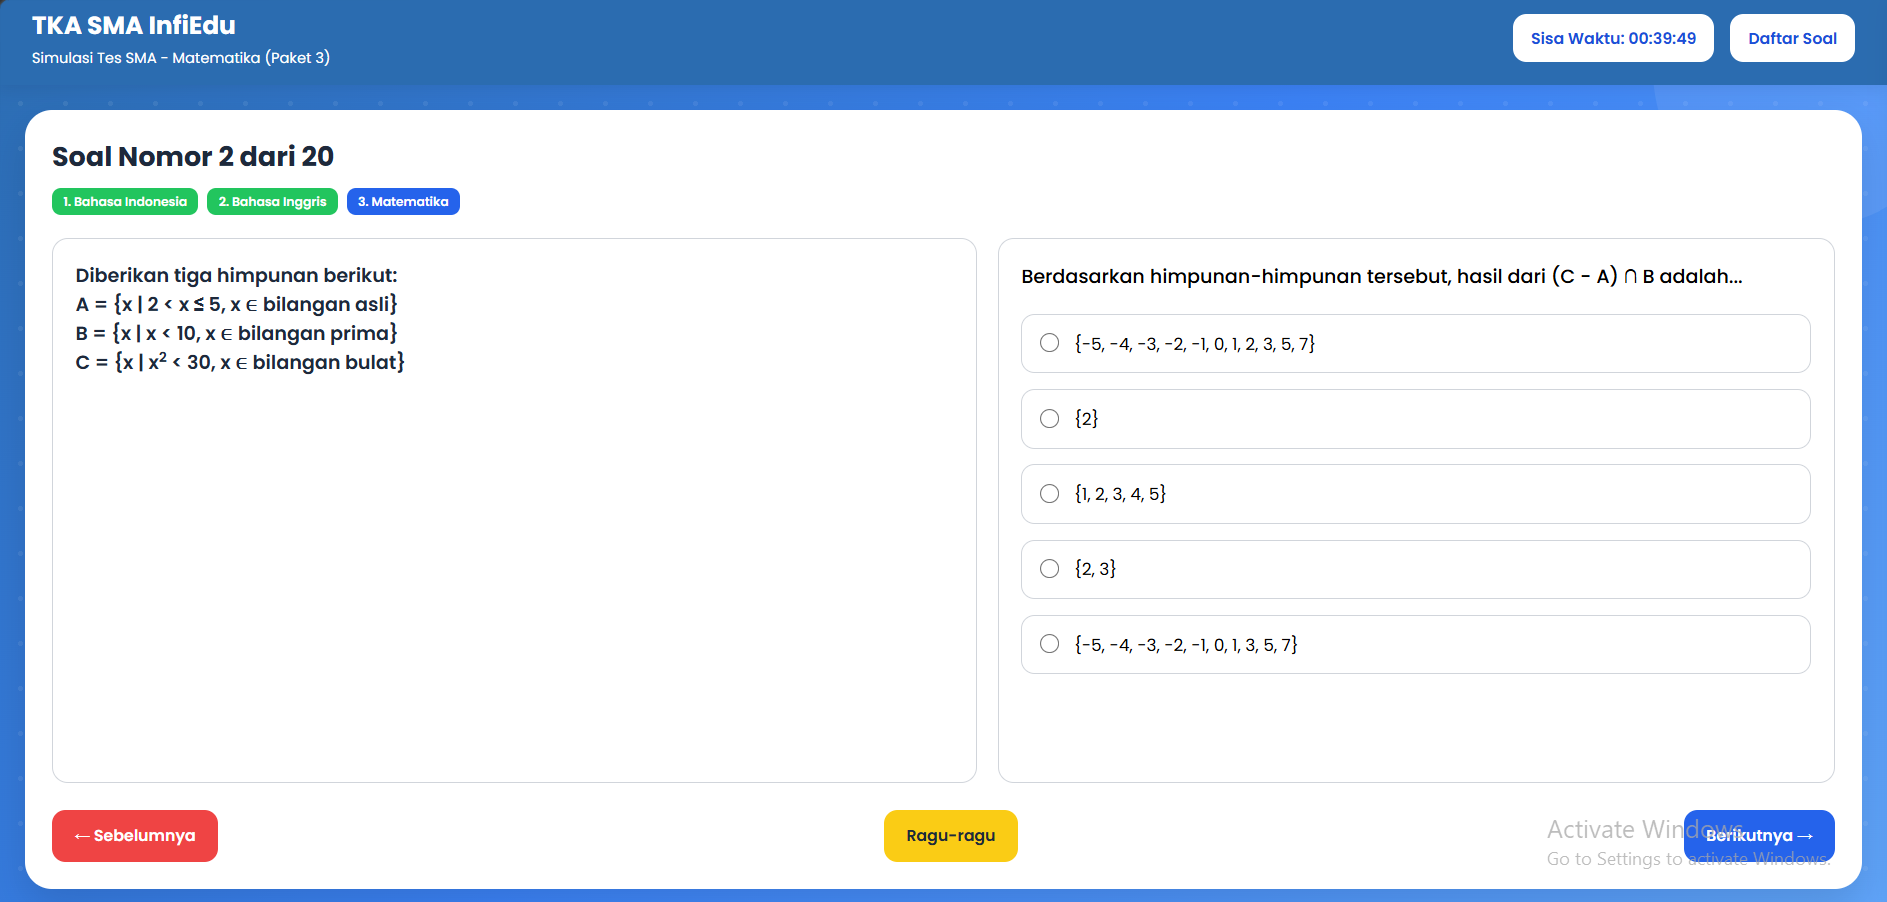 TKA SMA InfiEdu
Simulasi Tes SMA - Matematika (Paket 3)
Sisa Waktu: 00:39:49
Daftar Soal
Soal Nomor 2 dari 20
1. Bahasa Indonesia
2. Bahasa Inggris
3. Matematika
Diberikan tiga himpunan berikut:
A = {x | 2 < x ≤ 5, x ∈ bilangan asli}
B = {x | x < 10, x ∈ bilangan prima}
C = {x | x² < 30, x ∈ bilangan bulat}
Berdasarkan himpunan-himpunan tersebut, hasil dari (C - A) ∩ B adalah...
{-5, -4, -3, -2, -1, 0, 1, 2, 3, 5, 7}
{2}
{1, 2, 3, 4, 5}
{2, 3}
{-5, -4, -3, -2, -1, 0, 1, 3, 5, 7}
← Sebelumnya
Ragu-ragu
Berikutnya →
Activate Windows
Go to Settings to activate Windows.